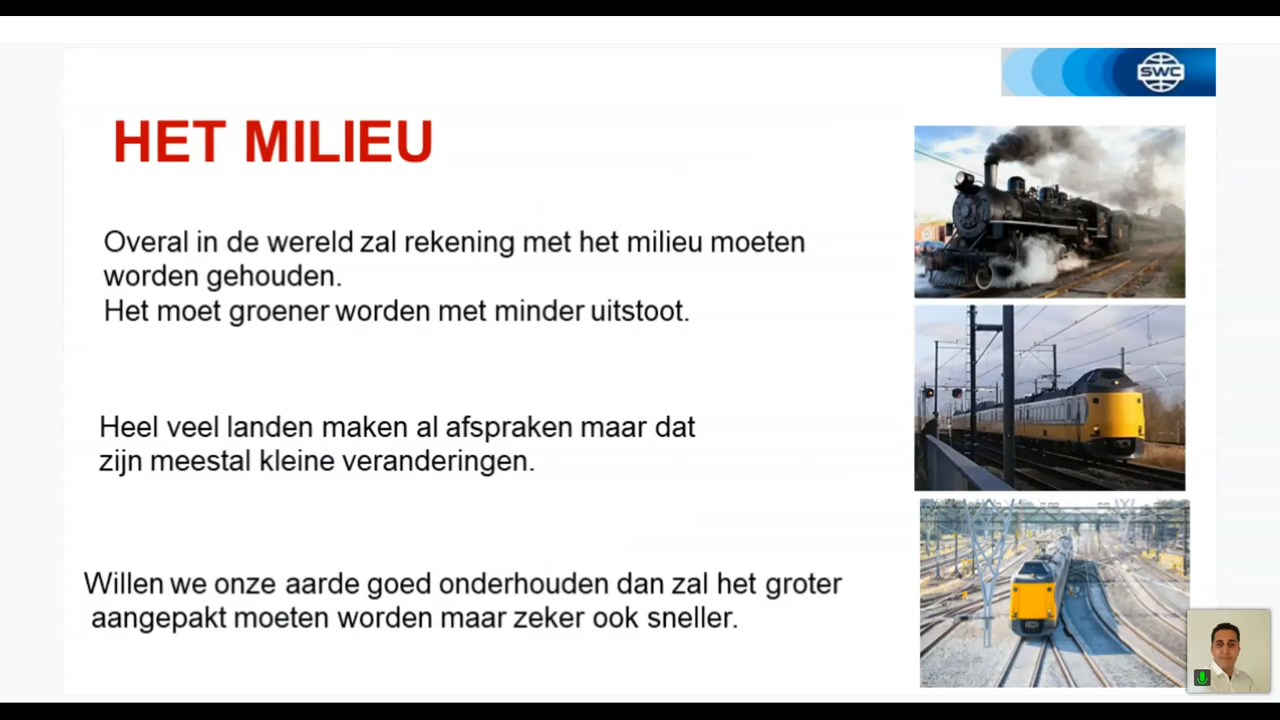 SWC
HET MILIEU
Overal in de wereld zal rekening met het milieu moeten
worden gehouden.
Het moet groener worden met minder uitstoot.
Heel veel landen maken al afspraken maar dat
zijn meestal kleine veranderingen.
Willen we onze aarde goed onderhouden dan zal het groter
aangepakt moeten worden maar zeker ook sneller.